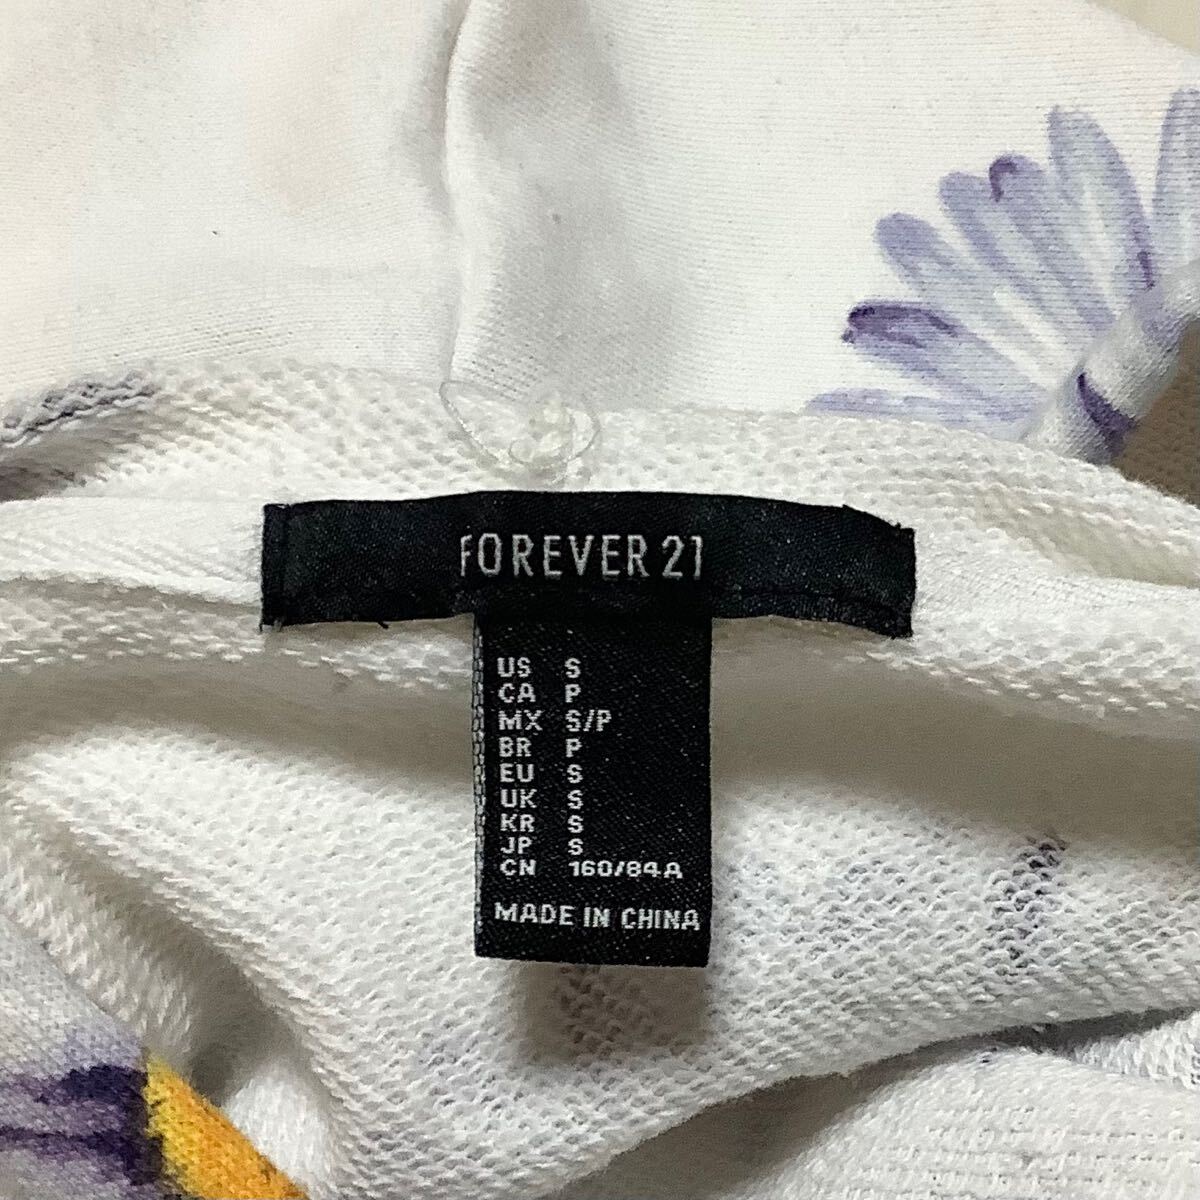 FOREVER 21
US S
CA P
MX S/P
BR P
EU S
UK S
KR S
JP S
CN 160/84A
MADE IN CHINA